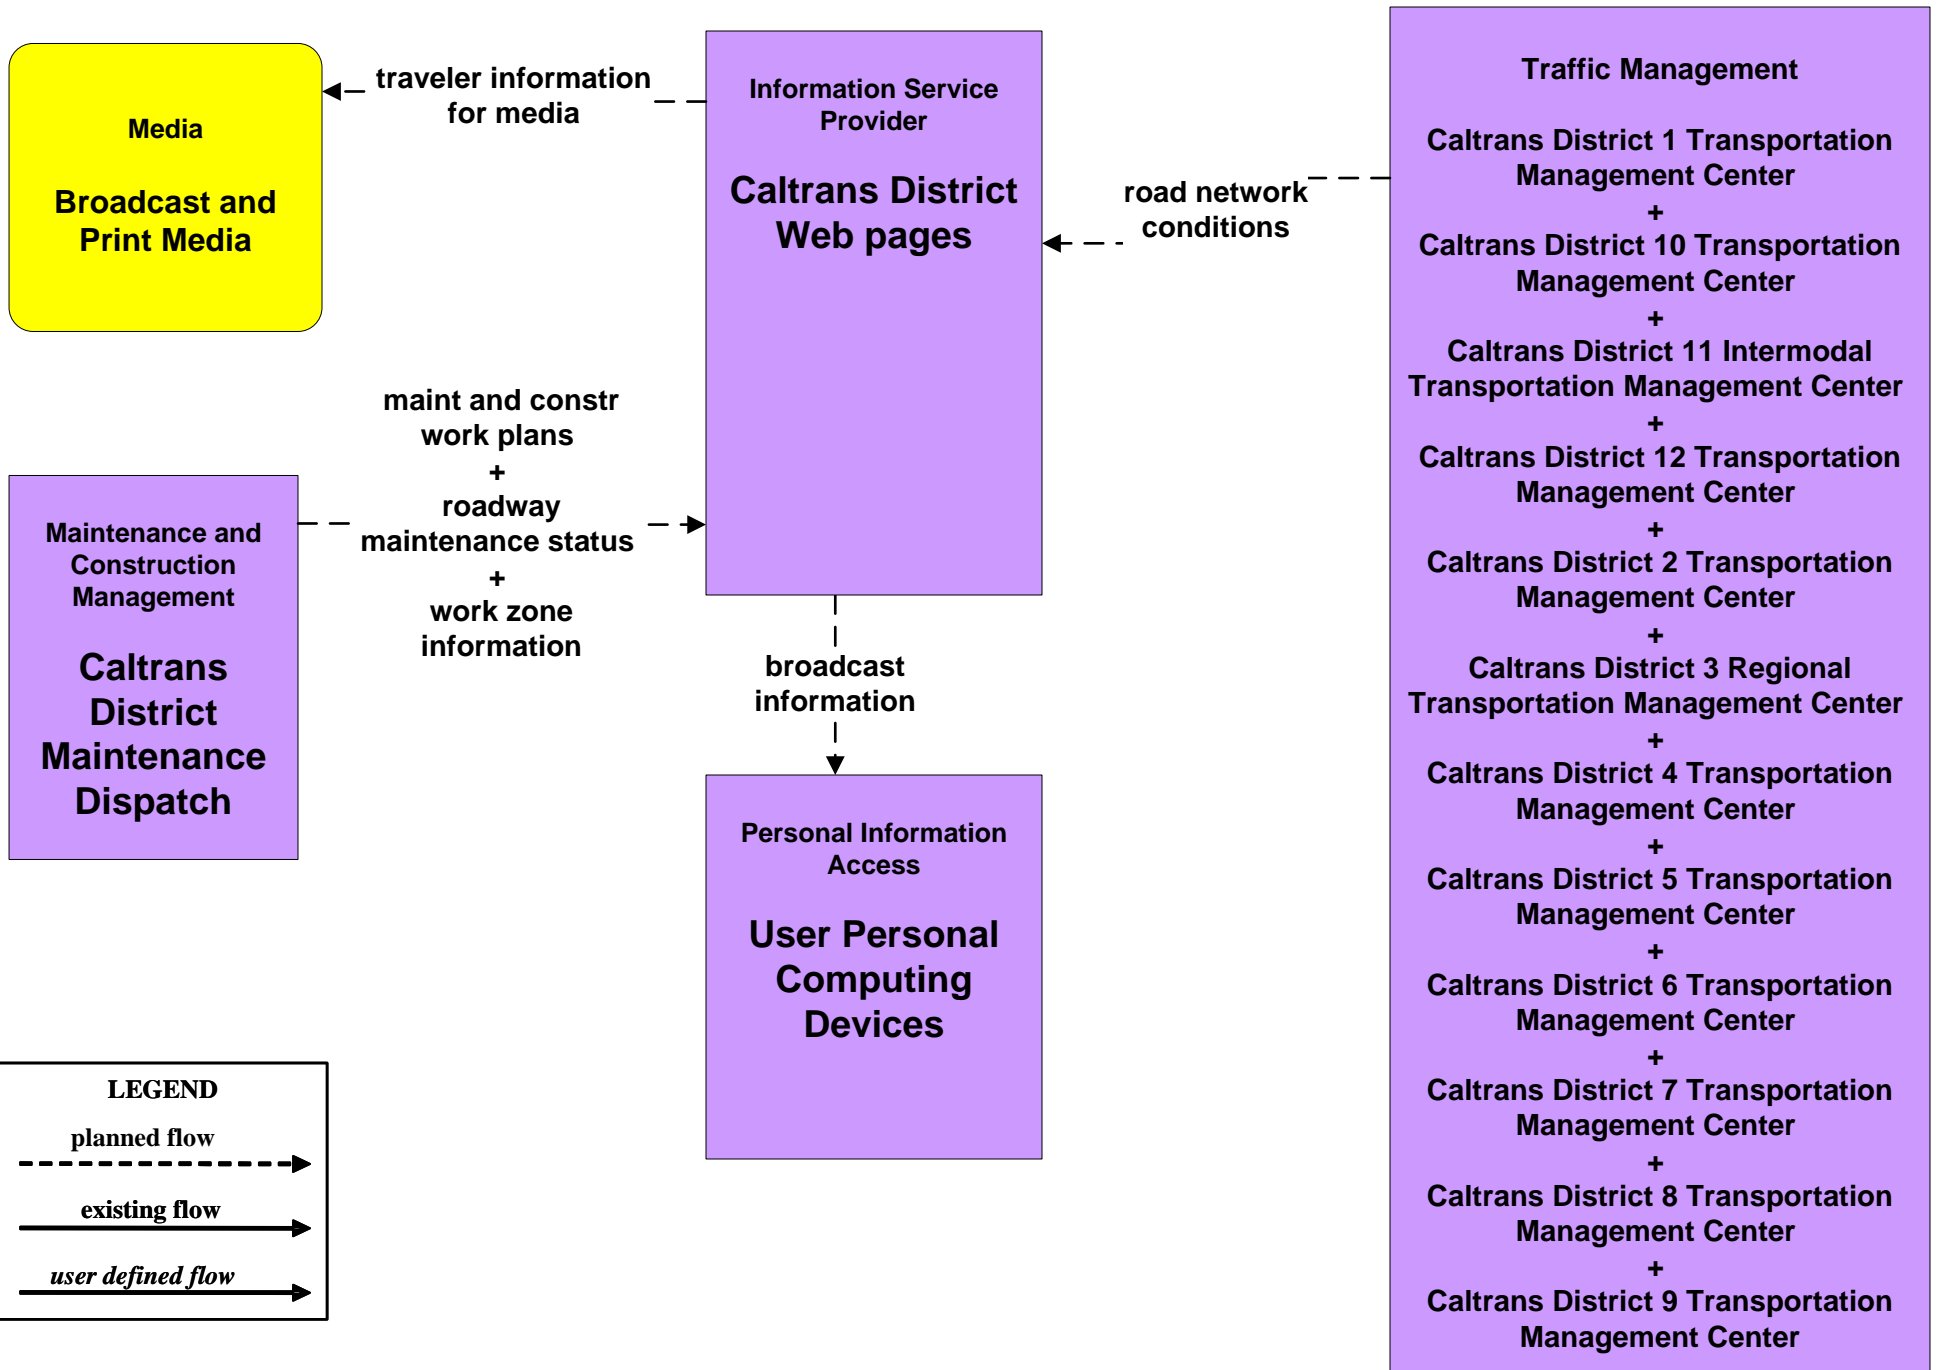 Media
Broadcast and
Print Media
traveler information
for media
Information Service
Provider
Caltrans District
Web pages
road network
conditions
maint and constr
work plans
+
roadway
maintenance status
+
work zone
information
Maintenance and
Construction
Management
Caltrans
District
Maintenance
Dispatch
broadcast
information
Personal Information
Access
User Personal
Computing
Devices
Traffic Management
Caltrans District 1 Transportation
Management Center
+
Caltrans District 10 Transportation
Management Center
+
Caltrans District 11 Intermodal
Transportation Management Center
+
Caltrans District 12 Transportation
Management Center
+
Caltrans District 2 Transportation
Management Center
+
Caltrans District 3 Regional
Transportation Management Center
+
Caltrans District 4 Transportation
Management Center
+
Caltrans District 5 Transportation
Management Center
+
Caltrans District 6 Transportation
Management Center
+
Caltrans District 7 Transportation
Management Center
+
Caltrans District 8 Transportation
Management Center
+
Caltrans District 9 Transportation
Management Center
LEGEND
planned flow
existing flow
user defined flow